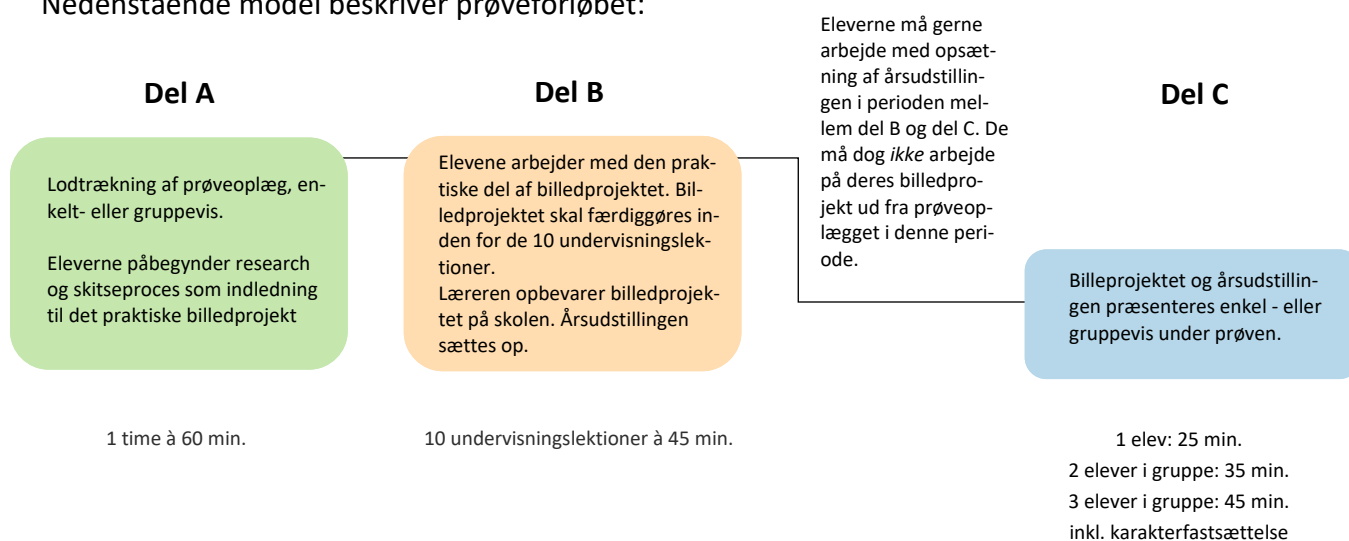 Nedenstående model beskriver prøveforløbet:
Del A
Lodtrækning af prøveoplæg, en-
kelt- eller gruppevis.
Eleverne påbegynder research
og skitseproces som indledning
til det praktiske billedprojekt
1 time à 60 min.
Del B
Elevene arbejder med den prak-
tiske del af billedprojektet. Bil-
ledprojektet skal færdiggøres in-
den for de 10 undervisningslek-
tioner.
Læreren opbevarer billedprojek-
tet på skolen. Årsudstillingen
sættes op.
10 undervisningslektioner à 45 min.
Eleverne må gerne
arbejde med opsæt-
ning af årsudstillin-
gen i perioden mel-
lem del B og del C. De
må dog ikke arbejde
på deres billedpro-
jekt ud fra prøveop-
lægget i denne peri-
ode.
Del C
Billeprojektet og årsudstillin-
gen præsenteres enkel - eller
gruppevis under prøven.
1 elev: 25 min.
2 elever i gruppe: 35 min.
3 elever i gruppe: 45 min.
inkl. karakterfastsættelse